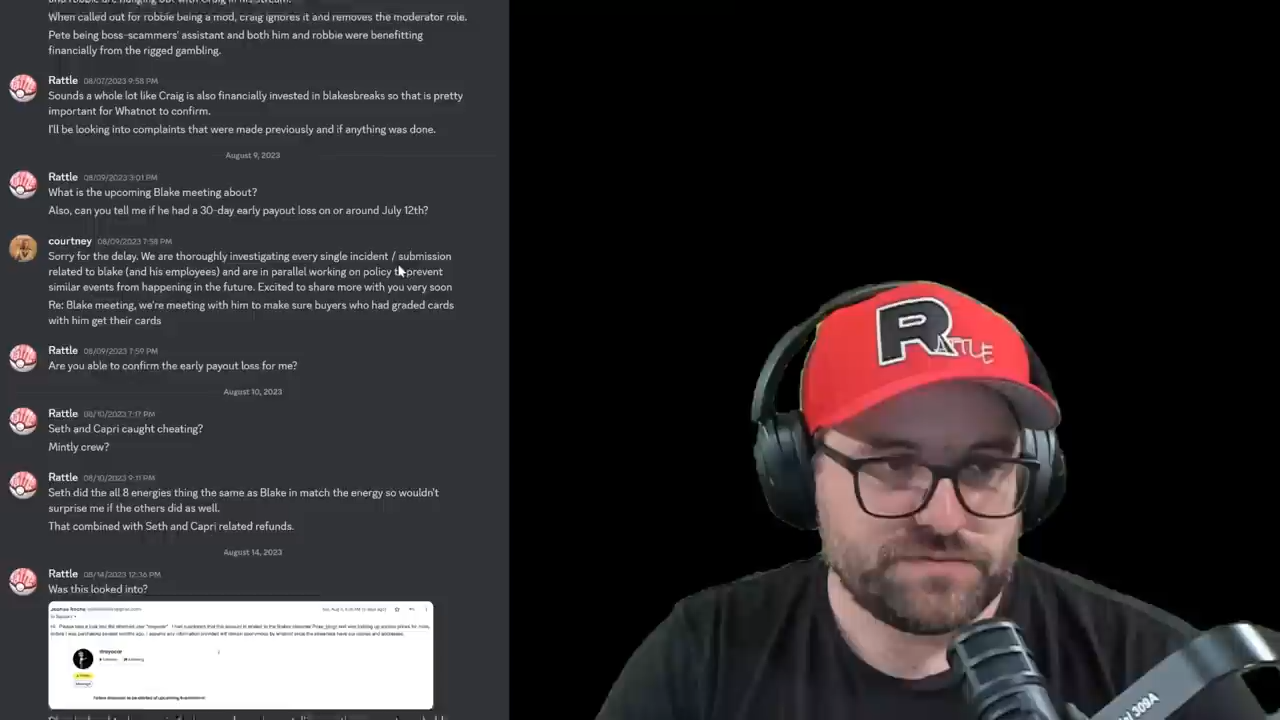 When called out for robbie being a mod, craig ignores it and removes the moderator role.
Pete being boss-scammers' assistant and both him and robbie were benefitting
financially from the rigged gambling.
Rattle 08/07/2023 9:58 PM
Sounds a whole lot like Craig is also financially invested in blakesbreaks so that is pretty
important for Whatnot to confirm.
I'll be looking into complaints that were made previously and if anything was done.
August 9, 2023
Rattle 08/09/2023 3:01 PM
What is the upcoming Blake meeting about?
Also, can you tell me if he had a 30-day early payout loss on or around July 12th?
courtney 08/09/2023 7:58 PM
Sorry for the delay. We are thoroughly investigating every single incident / submission
related to blake (and his employees) and are in parallel working on policy to prevent
similar events from happening in the future. Excited to share more with you very soon
Re: Blake meeting, we're meeting with him to make sure buyers who had graded cards
with him get their cards
Rattle 08/09/2023 7:59 PM
Are you able to confirm the early payout loss for me?
August 10, 2023
Rattle 08/10/2023 7:17 PM
Seth and Capri caught cheating?
Mintly crew?
Rattle 08/10/2023 9:11 PM
Seth did the all 8 energies thing the same as Blake in match the energy so wouldn't
surprise me if the others did as well.
That combined with Seth and Capri related refunds.
August 14, 2023
Rattle 08/14/2023 12:36 PM
Was this looked into?
R
RATTLE
309A